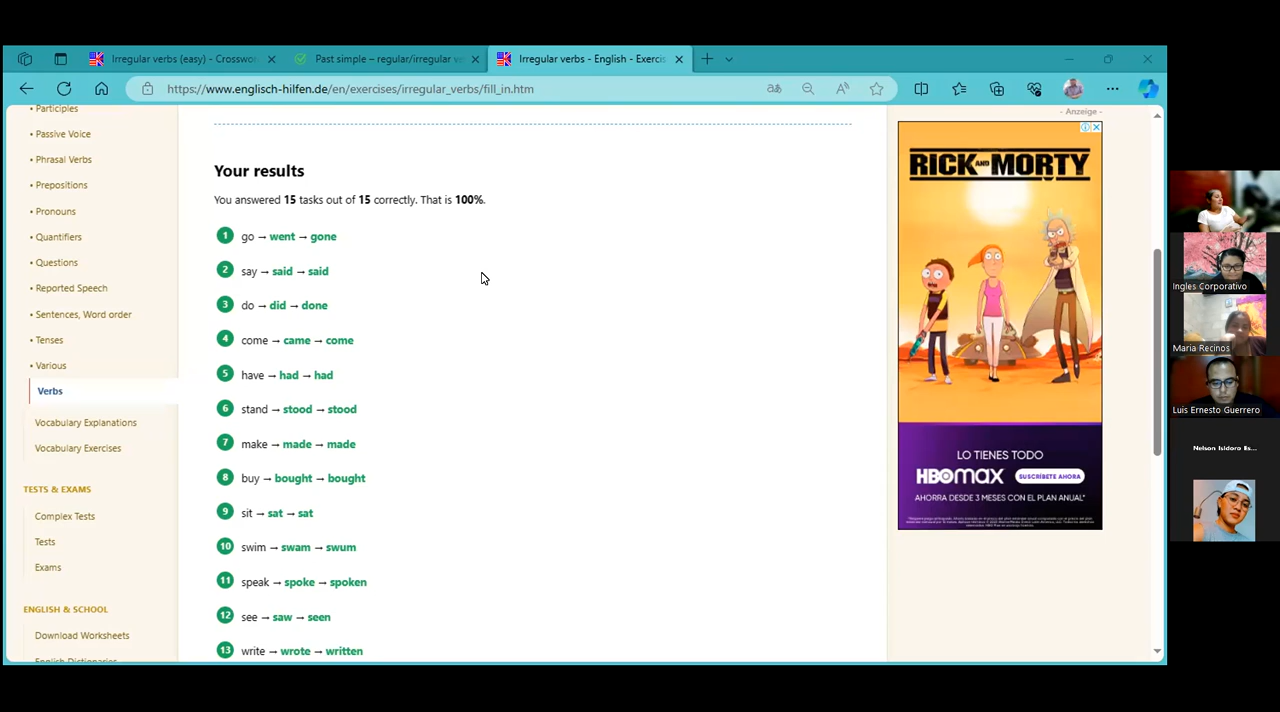 Irregular verbs (easy) - Crosswor
Past simple – regular/irregular v
Irregular verbs - English - Exercis
https://www.englisch-hilfen.de/en/exercises/irregular_verbs/fill_in.htm
• Participles
• Passive Voice
• Phrasal Verbs
• Prepositions
• Pronouns
• Quantifiers
• Questions
• Reported Speech
• Sentences, Word order
• Tenses
• Various
Verbs
Vocabulary Explanations
Vocabulary Exercises
TESTS & EXAMS
Complex Tests
Tests
Exams
ENGLISH & SCHOOL
Download Worksheets
English Dictionaries
Your results
You answered 15 tasks out of 15 correctly. That is 100%.
1 go → went → gone
2 say → said → said
3 do → did → done
4 come → came → come
5 have → had → had
6 stand → stood → stood
7 make → made → made
8 buy → bought → bought
9 sit → sat → sat
10 swim → swam → swum
11 speak → spoke → spoken
12 see → saw → seen
13 write → wrote → written
- Anzeige -
RICK AND MORTY
LO TIENES TODO
HBOMAX SUSCRÍBETE AHORA
AHORRA DESDE 3 MESES CON EL PLAN ANUAL*
Ingles Corporativo
Maria Recinos
Luis Ernesto Guerrero
Nelson Isidoro Es...